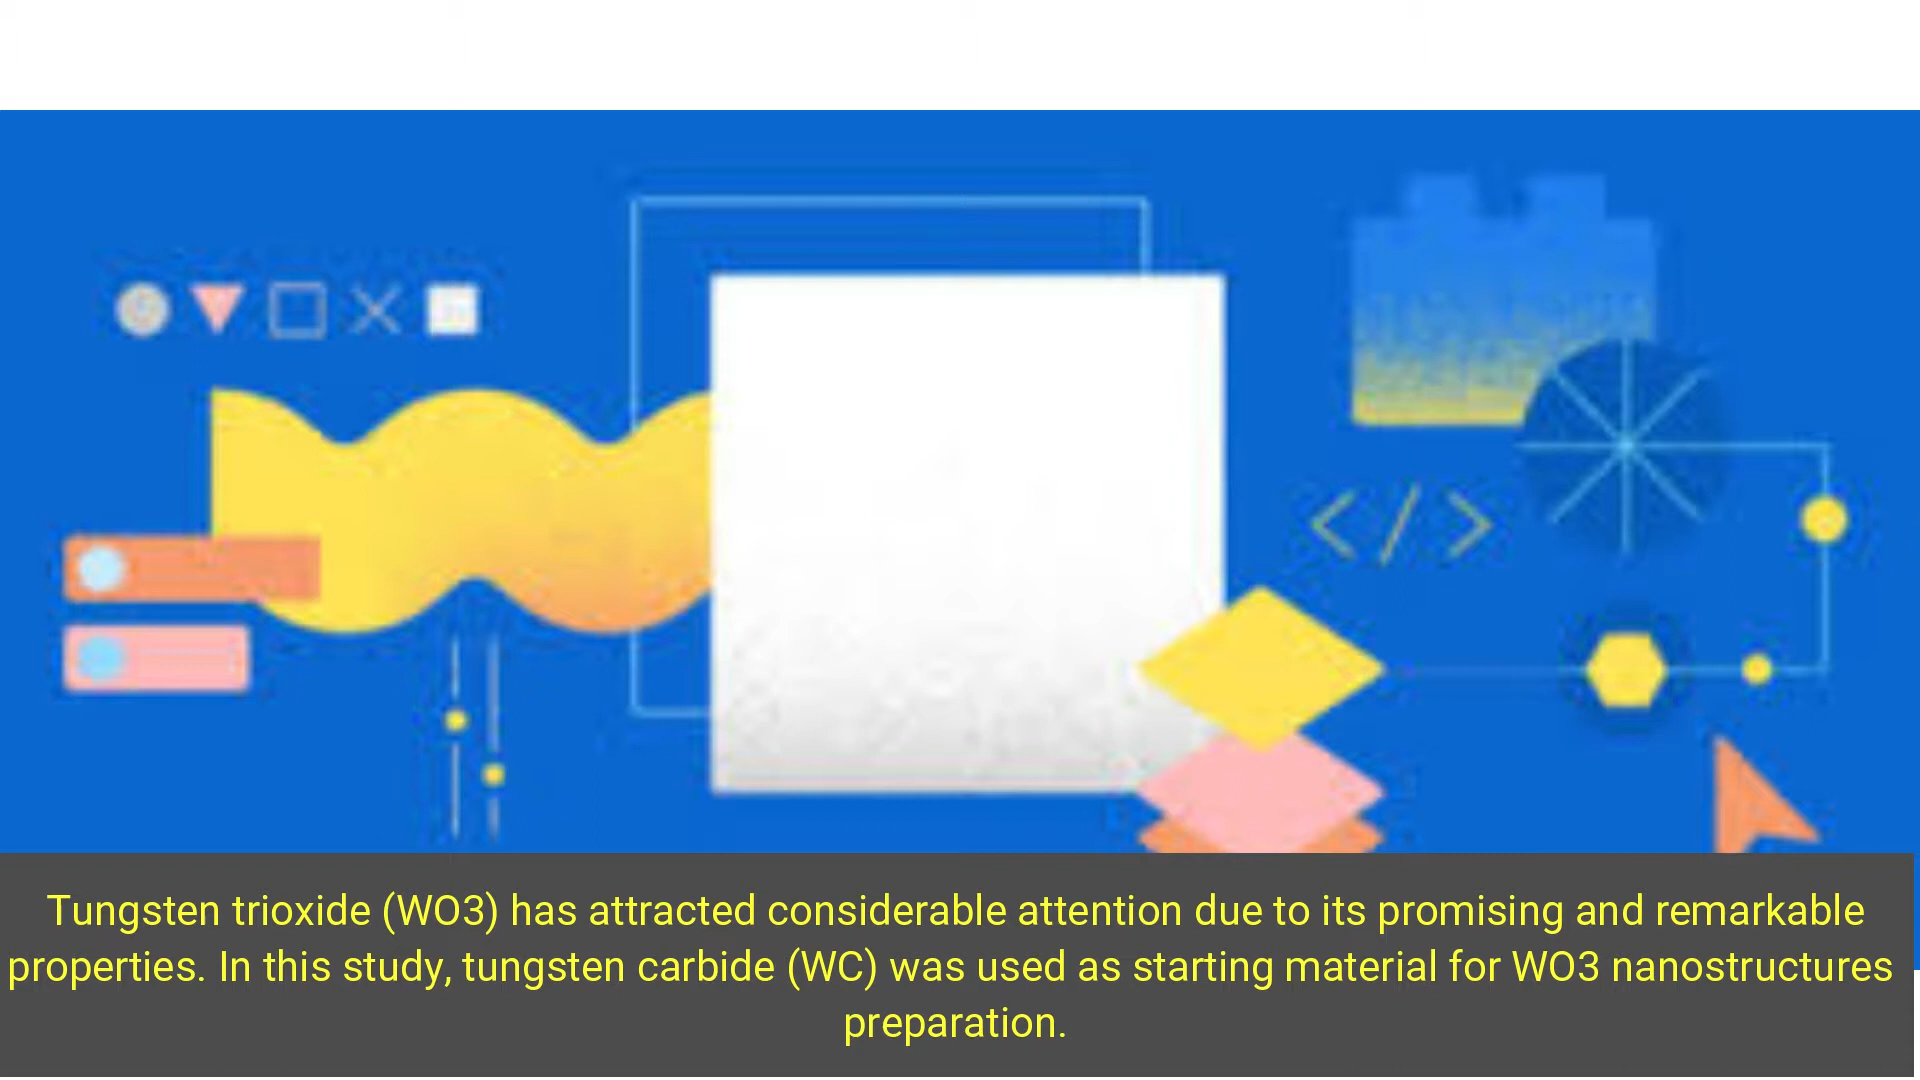 </>
Tungsten trioxide (WO3) has attracted considerable attention due to its promising and remarkable
properties. In this study, tungsten carbide (WC) was used as starting material for WO3 nanostructures
preparation.